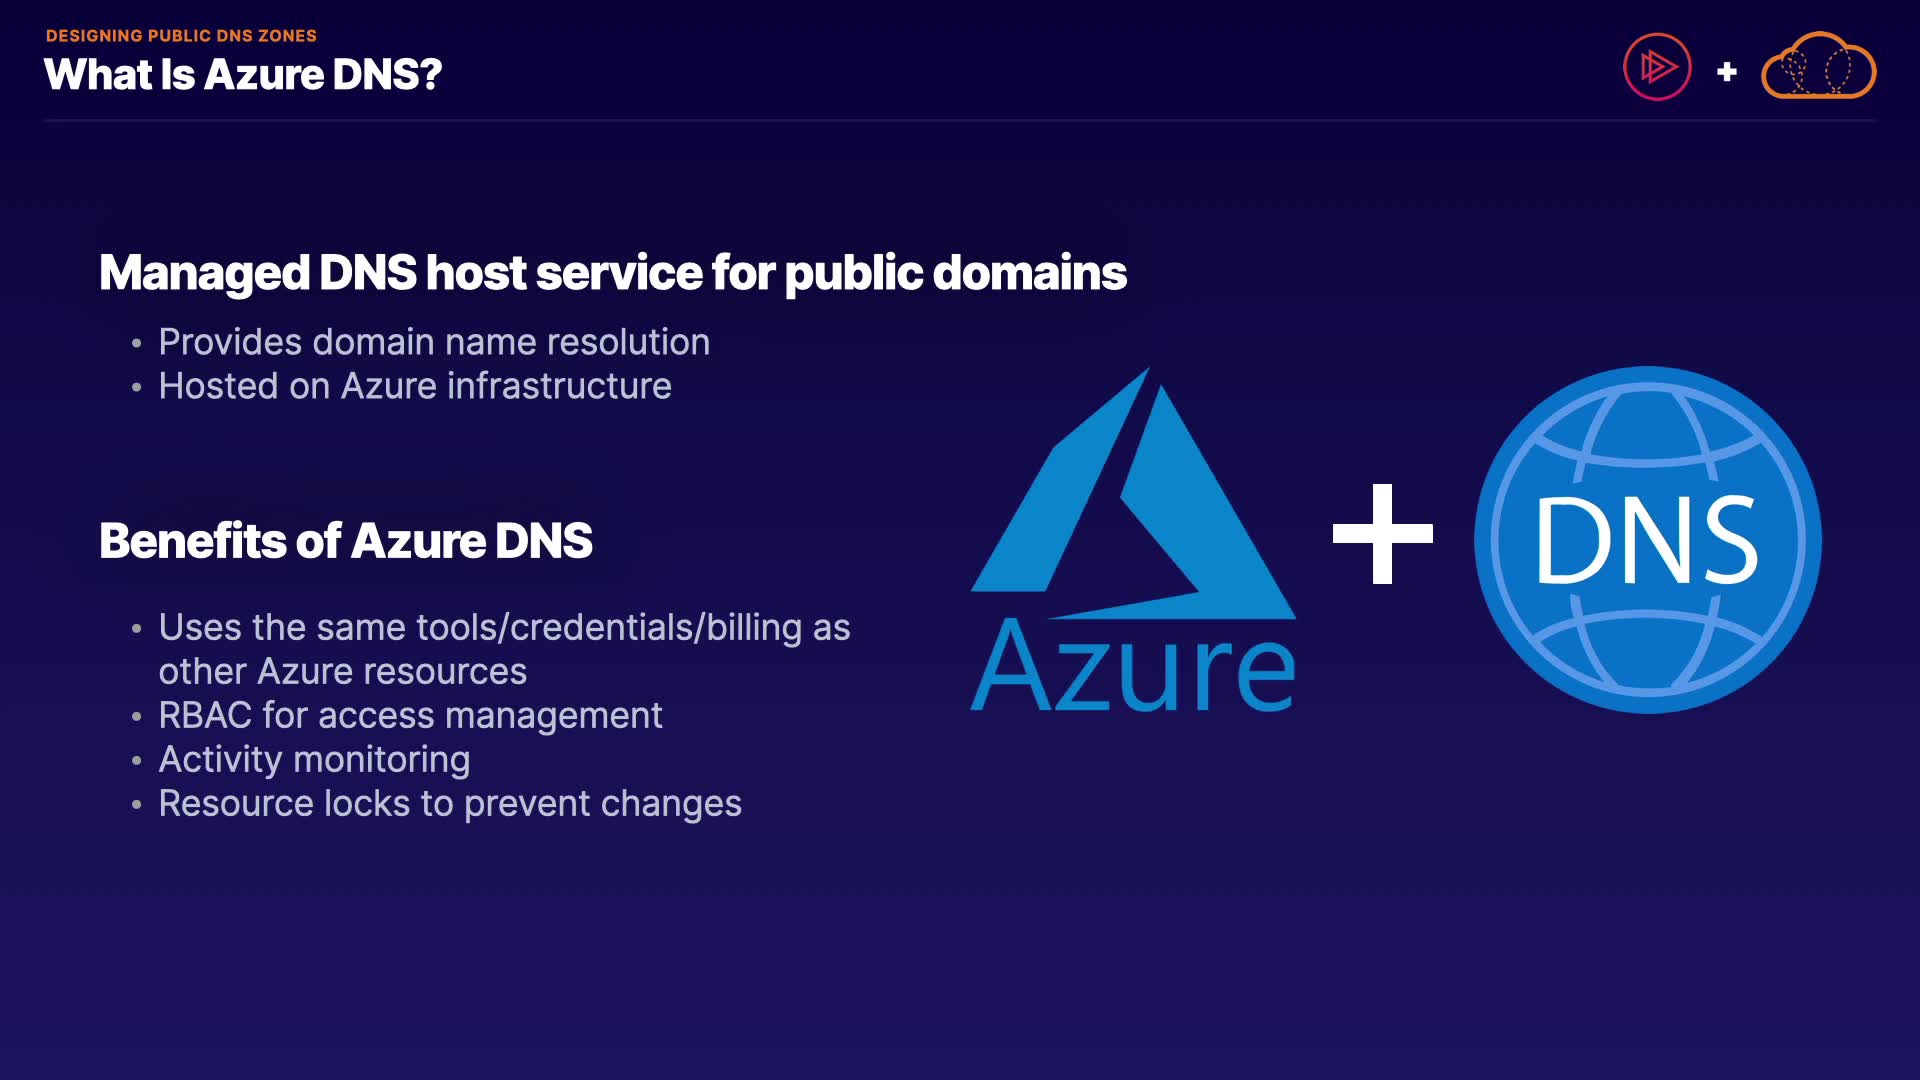 DESIGNING PUBLIC DNS ZONES
What Is Azure DNS?
Managed DNS host service for public domains
• Provides domain name resolution
• Hosted on Azure infrastructure
Benefits of Azure DNS
• Uses the same tools/credentials/billing as
other Azure resources
• RBAC for access management
• Activity monitoring
• Resource locks to prevent changes
Azure
+
DNS